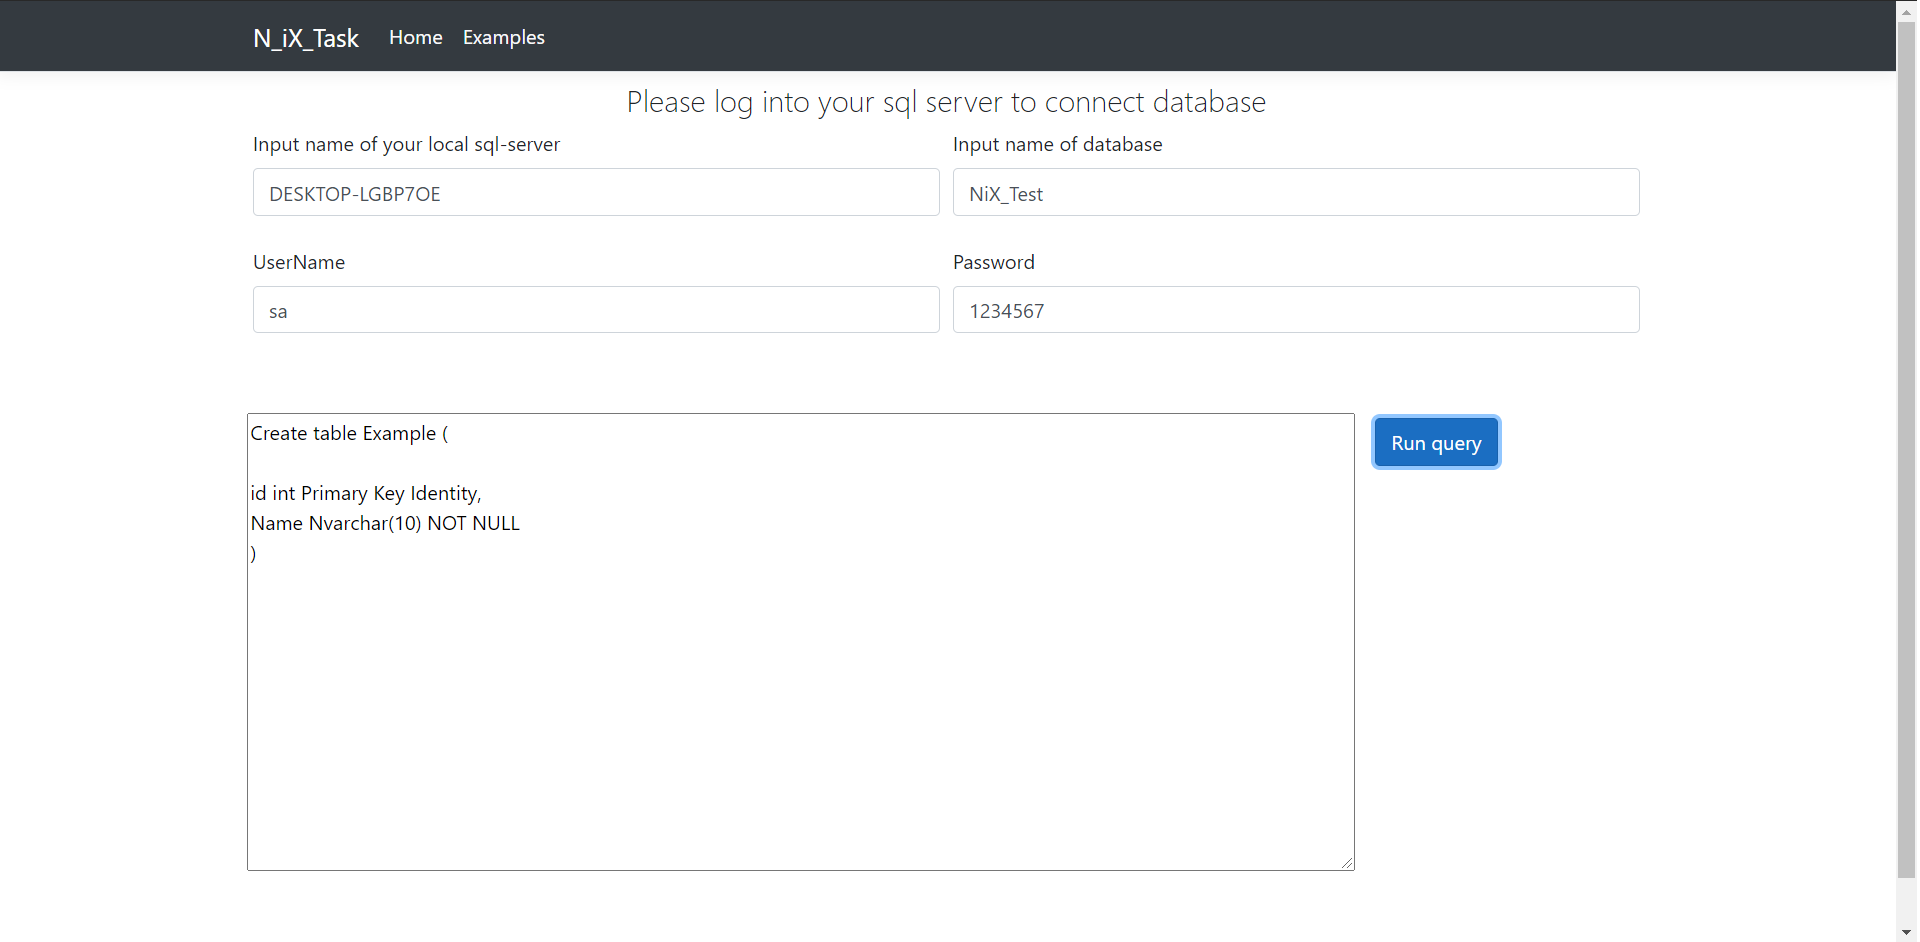 N_iX_Task Home Examples
Please log into your sql server to connect database
Input name of your local sql-server
Input name of database
DESKTOP-LGBP7OE
NiX_Test
UserName
Password
sa
1234567
Create table Example (
id int Primary Key Identity,
Name Nvarchar(10) NOT NULL
)
Run query